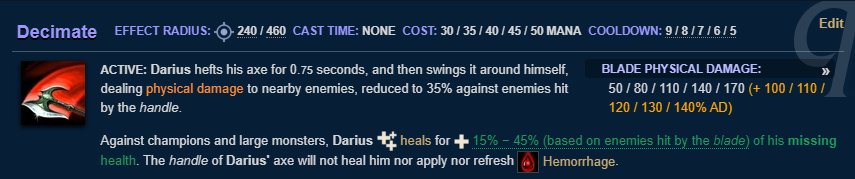 Decimate EFFECT RADIUS: 240 / 460 CAST TIME: NONE COST: 30 / 35 / 40 / 45 / 50 MANA COOLDOWN: 9 / 8 / 7 / 6 / 5 Edit
ACTIVE: Darius hefts his axe for 0.75 seconds, and then swings it around himself,
dealing physical damage to nearby enemies, reduced to 35% against enemies hit
by the handle.
BLADE PHYSICAL DAMAGE: »
50 / 80 / 110 / 140 / 170 (+ 100 / 110 /
120 / 130 / 140% AD)
Against champions and large monsters, Darius heals for 15% − 45% (based on enemies hit by the blade) of his missing
health. The handle of Darius' axe will not heal him nor apply nor refresh Hemorrhage.
q